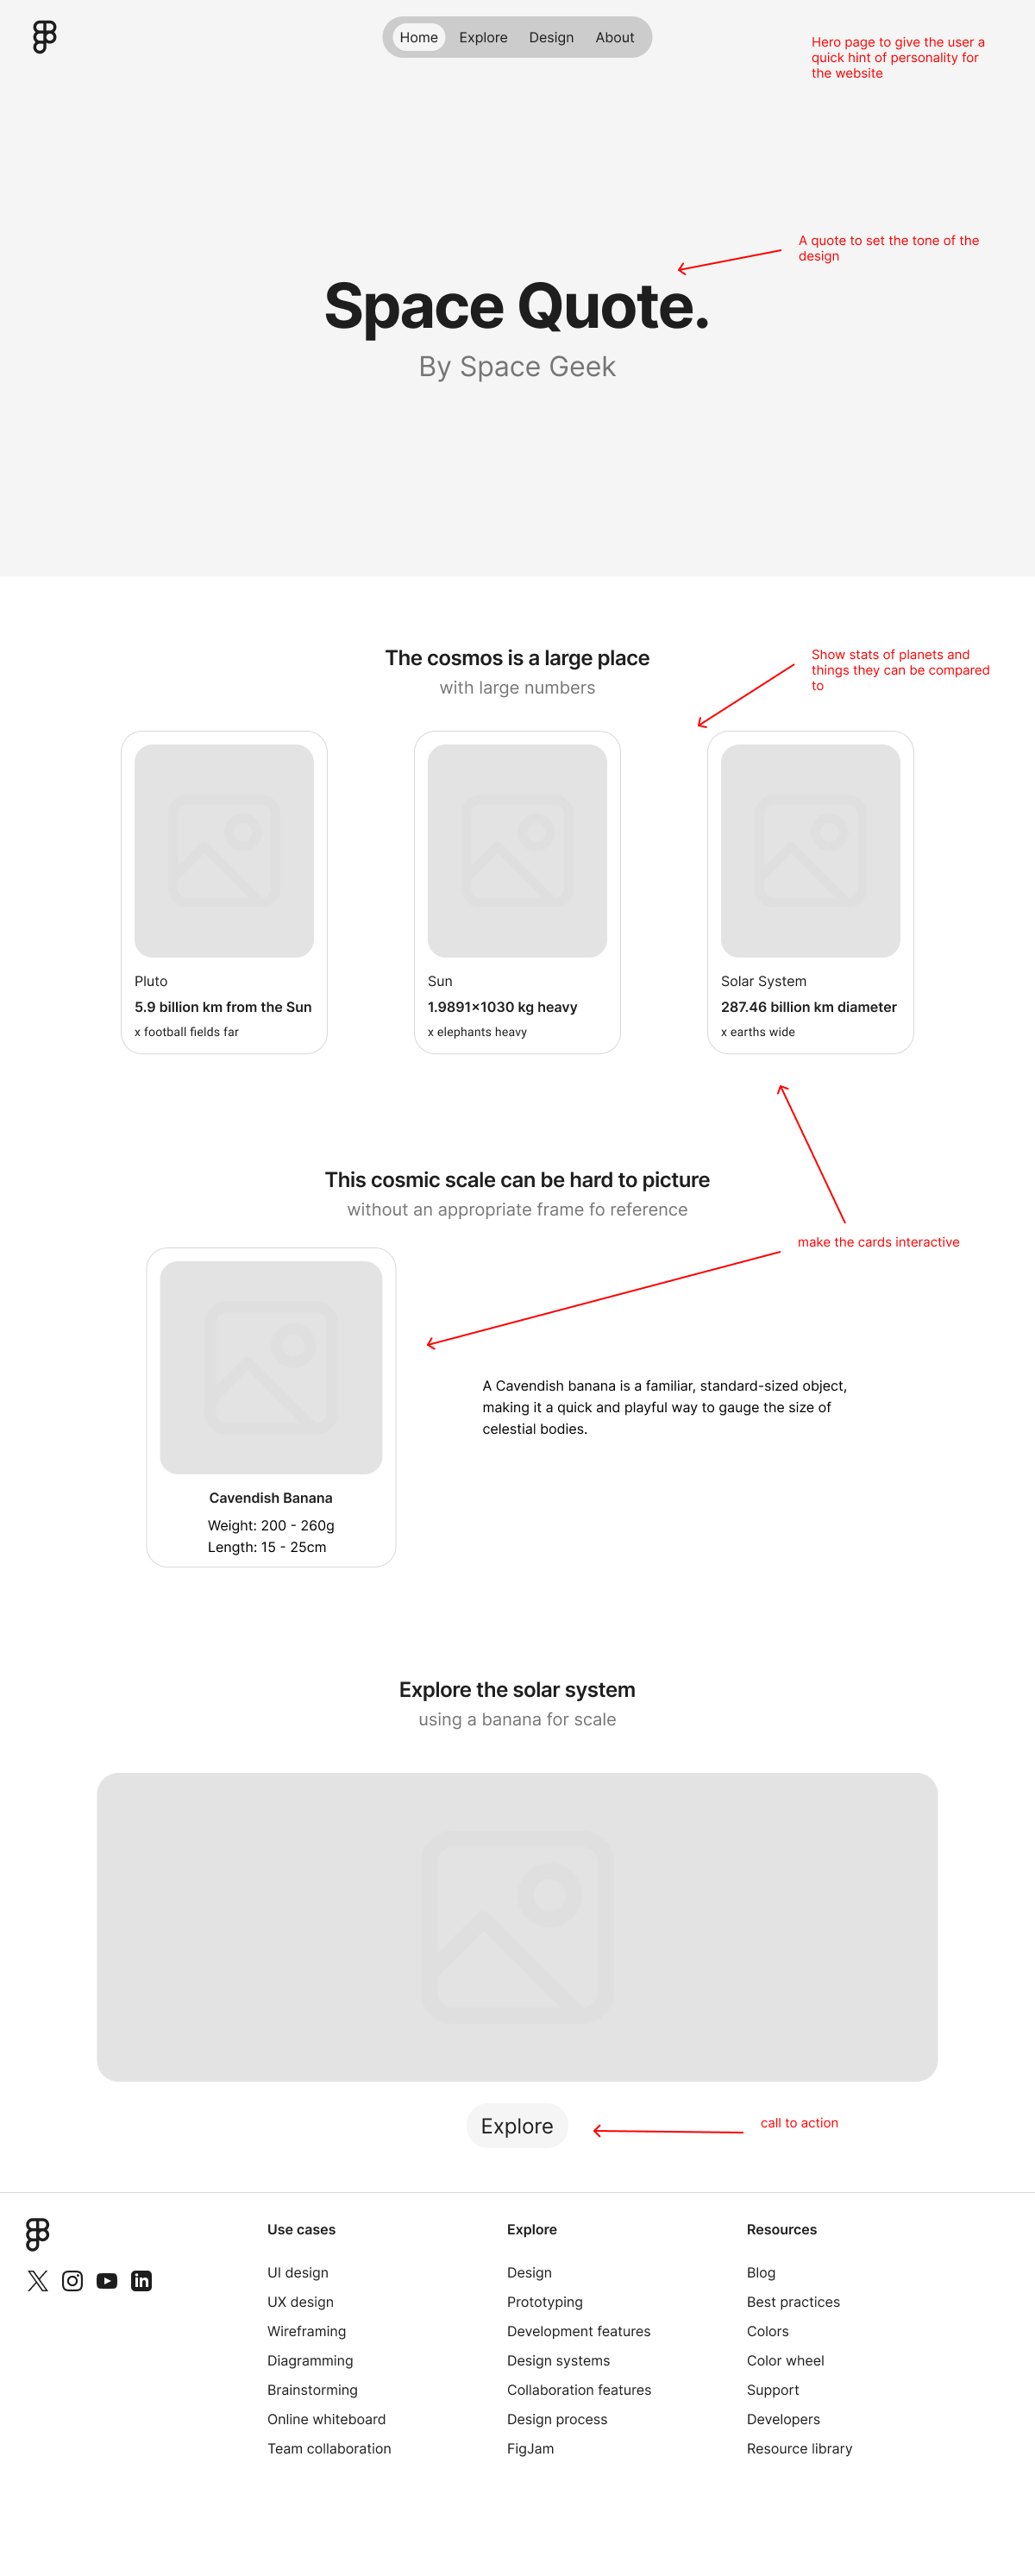 Home Explore Design About
Hero page to give the user a
quick hint of personality for
the website
A quote to set the tone of the
design
Space Quote.
By Space Geek
The cosmos is a large place
with large numbers
Show stats of planets and
things they can be compared
to
Pluto
5.9 billion km from the Sun
x football fields far
Sun
1.9891×1030 kg heavy
x elephants heavy
Solar System
287.46 billion km diameter
x earths wide
This cosmic scale can be hard to picture
without an appropriate frame fo reference
make the cards interactive
A Cavendish banana is a familiar, standard-sized object,
making it a quick and playful way to gauge the size of
celestial bodies.
Cavendish Banana
Weight: 200 - 260g
Length: 15 - 25cm
Explore the solar system
using a banana for scale
Explore
call to action
Use cases
UI design
UX design
Wireframing
Diagramming
Brainstorming
Online whiteboard
Team collaboration
Explore
Design
Prototyping
Development features
Design systems
Collaboration features
Design process
FigJam
Resources
Blog
Best practices
Colors
Color wheel
Support
Developers
Resource library